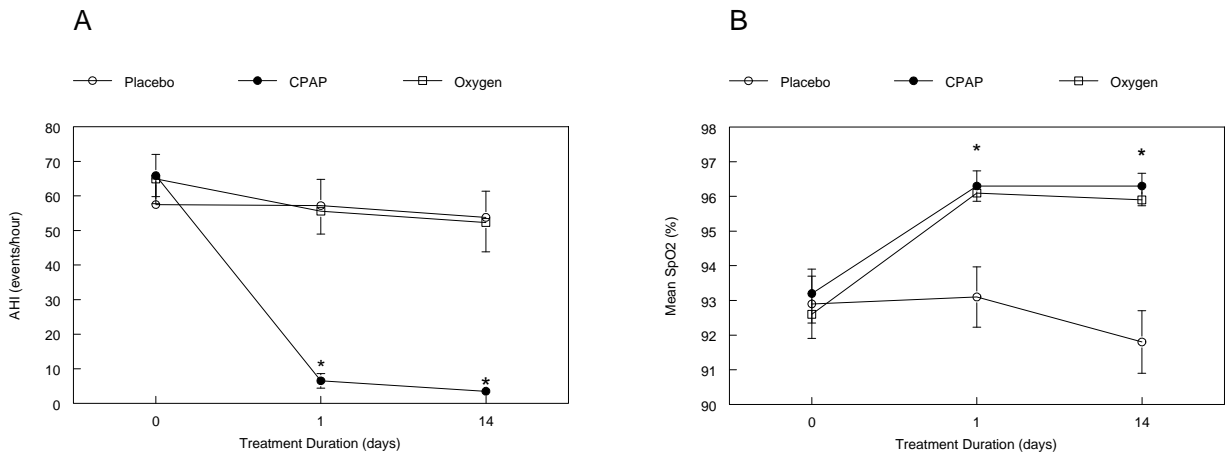 A
Placebo CPAP Oxygen
80
70
60
50
40
30
20
10
0
AHI (events/hour)
*
*
0 1 14
Treatment Duration (days)
B
Placebo CPAP Oxygen
98
97
96
95
94
93
92
91
90
Mean SpO2 (%)
* *
0 1 14
Treatment Duration (days)